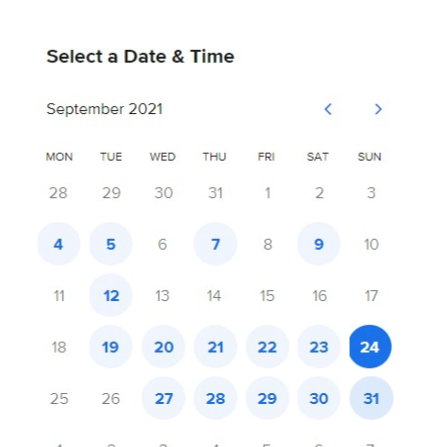 Select a Date & Time
September 2021
MON TUE WED THU FRI SAT SUN
28 29 30 31 1 2 3
4 5 6 7 8 9 10
11 12 13 14 15 16 17
18 19 20 21 22 23 24
25 26 27 28 29 30 31